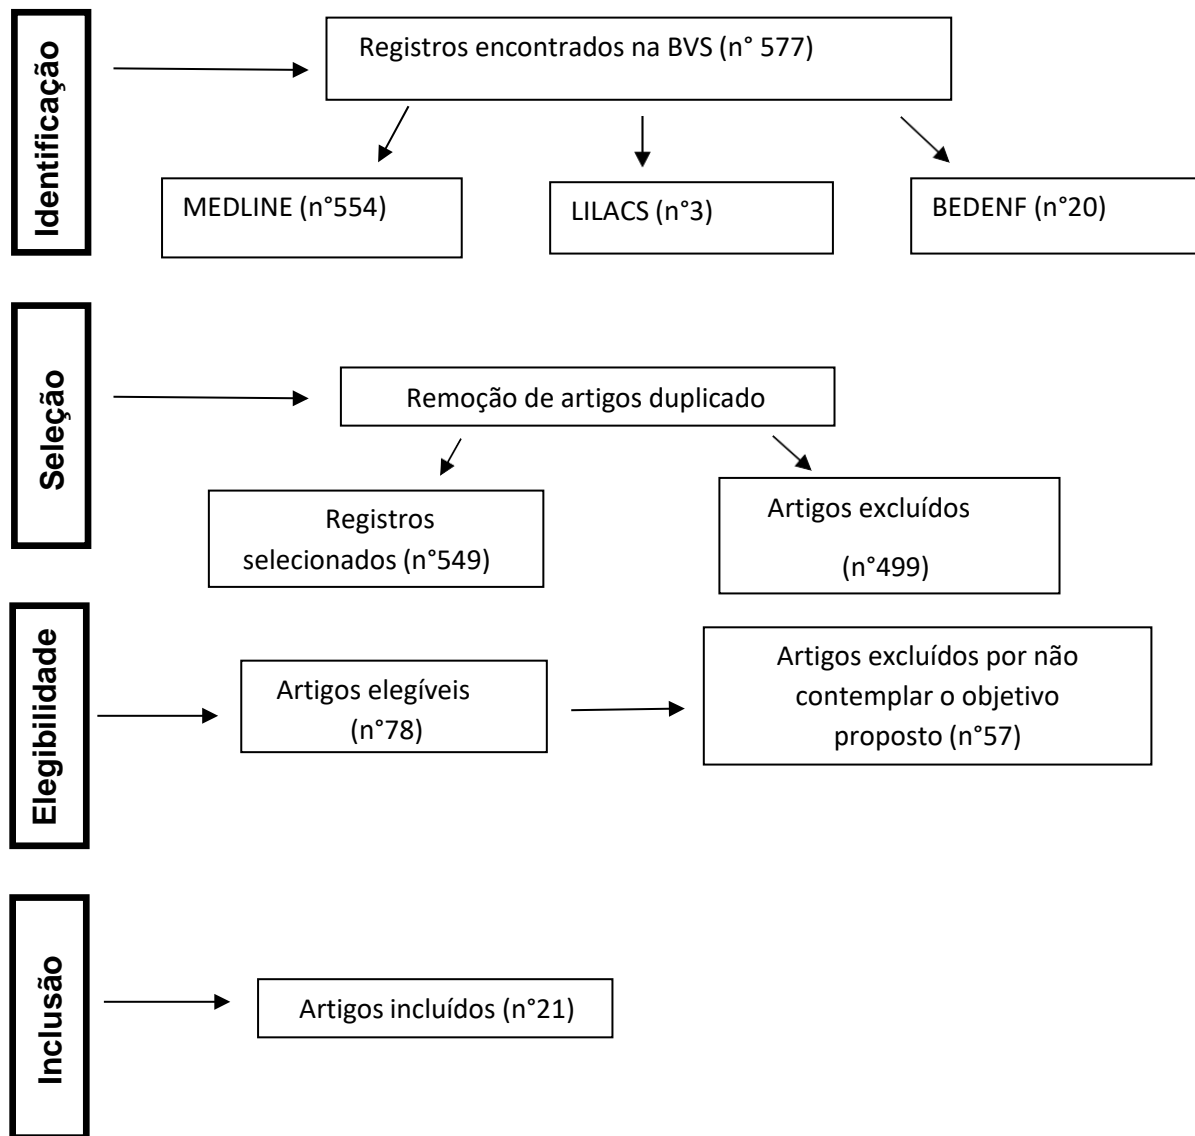 Identificação
Registros encontrados na BVS (n° 577)
MEDLINE (n°554)
LILACS (n°3)
BEDENF (n°20)
Seleção
Remoção de artigos duplicado
Registros
selecionados (n°549)
Artigos excluídos
(n°499)
Elegibilidade
Artigos elegíveis
(n°78)
Artigos excluídos por não
contemplar o objetivo
proposto (n°57)
Inclusão
Artigos incluídos (n°21)